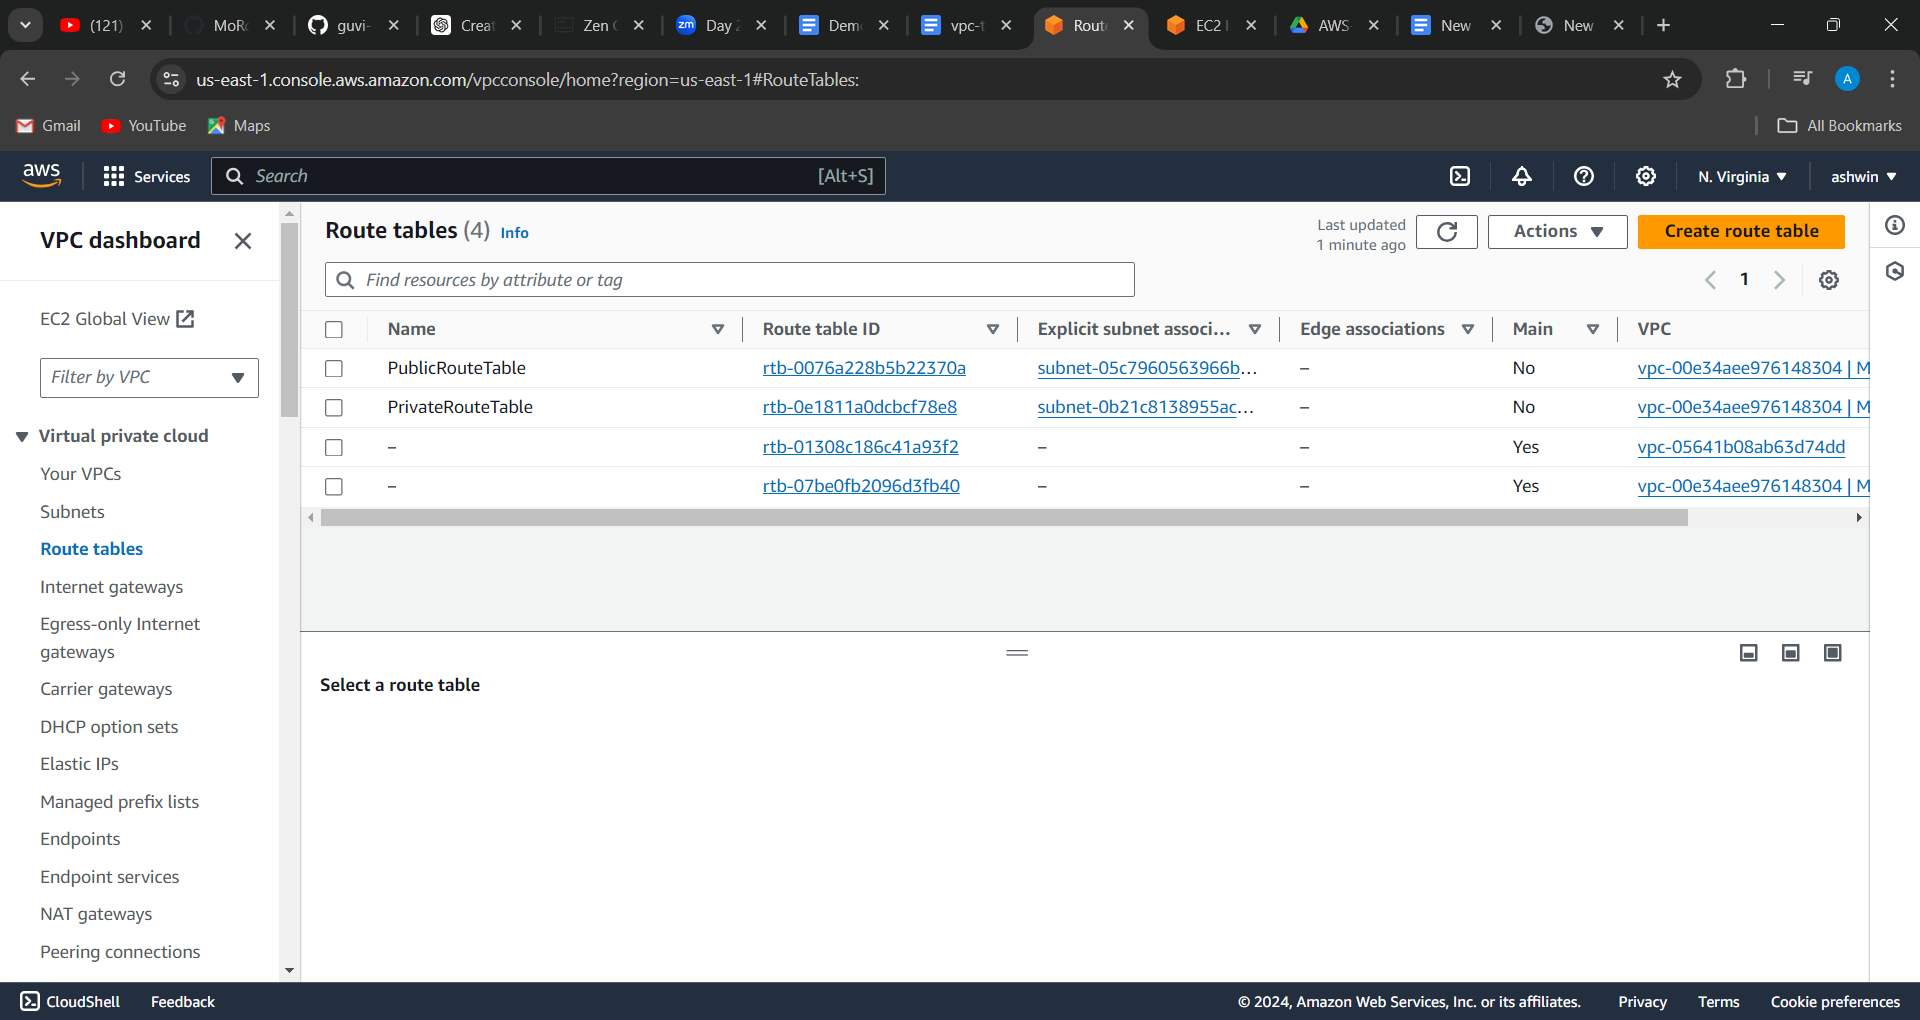 (121)
MoR
guvi-
Creat
Zen
Day
Dem
vpc-t
Rout
EC2
AWS
New
New
us-east-1.console.aws.amazon.com/vpcconsole/home?region=us-east-1#RouteTables:
A
Gmail
YouTube
Maps
All Bookmarks
aws
Services
Search
[Alt+S]
N. Virginia
ashwin
VPC dashboard
EC2 Global View
Filter by VPC
Virtual private cloud
Your VPCs
Subnets
Route tables
Internet gateways
Egress-only Internet
gateways
Carrier gateways
DHCP option sets
Elastic IPs
Managed prefix lists
Endpoints
Endpoint services
NAT gateways
Peering connections
Route tables (4) Info
Last updated
1 minute ago
Actions
Create route table
Find resources by attribute or tag
1
Name Route table ID Explicit subnet associ... Edge associations Main VPC
PublicRouteTable rtb-0076a228b5b22370a subnet-05c7960563966b... – No vpc-00e34aee976148304 | M
PrivateRouteTable rtb-0e1811a0dcbcf78e8 subnet-0b21c8138955ac... – No vpc-00e34aee976148304 | M
– rtb-01308c186c41a93f2 – – Yes vpc-05641b08ab63d74dd
– rtb-07be0fb2096d3fb40 – – Yes vpc-00e34aee976148304 | M
Select a route table
CloudShell
Feedback
© 2024, Amazon Web Services, Inc. or its affiliates.
Privacy
Terms
Cookie preferences